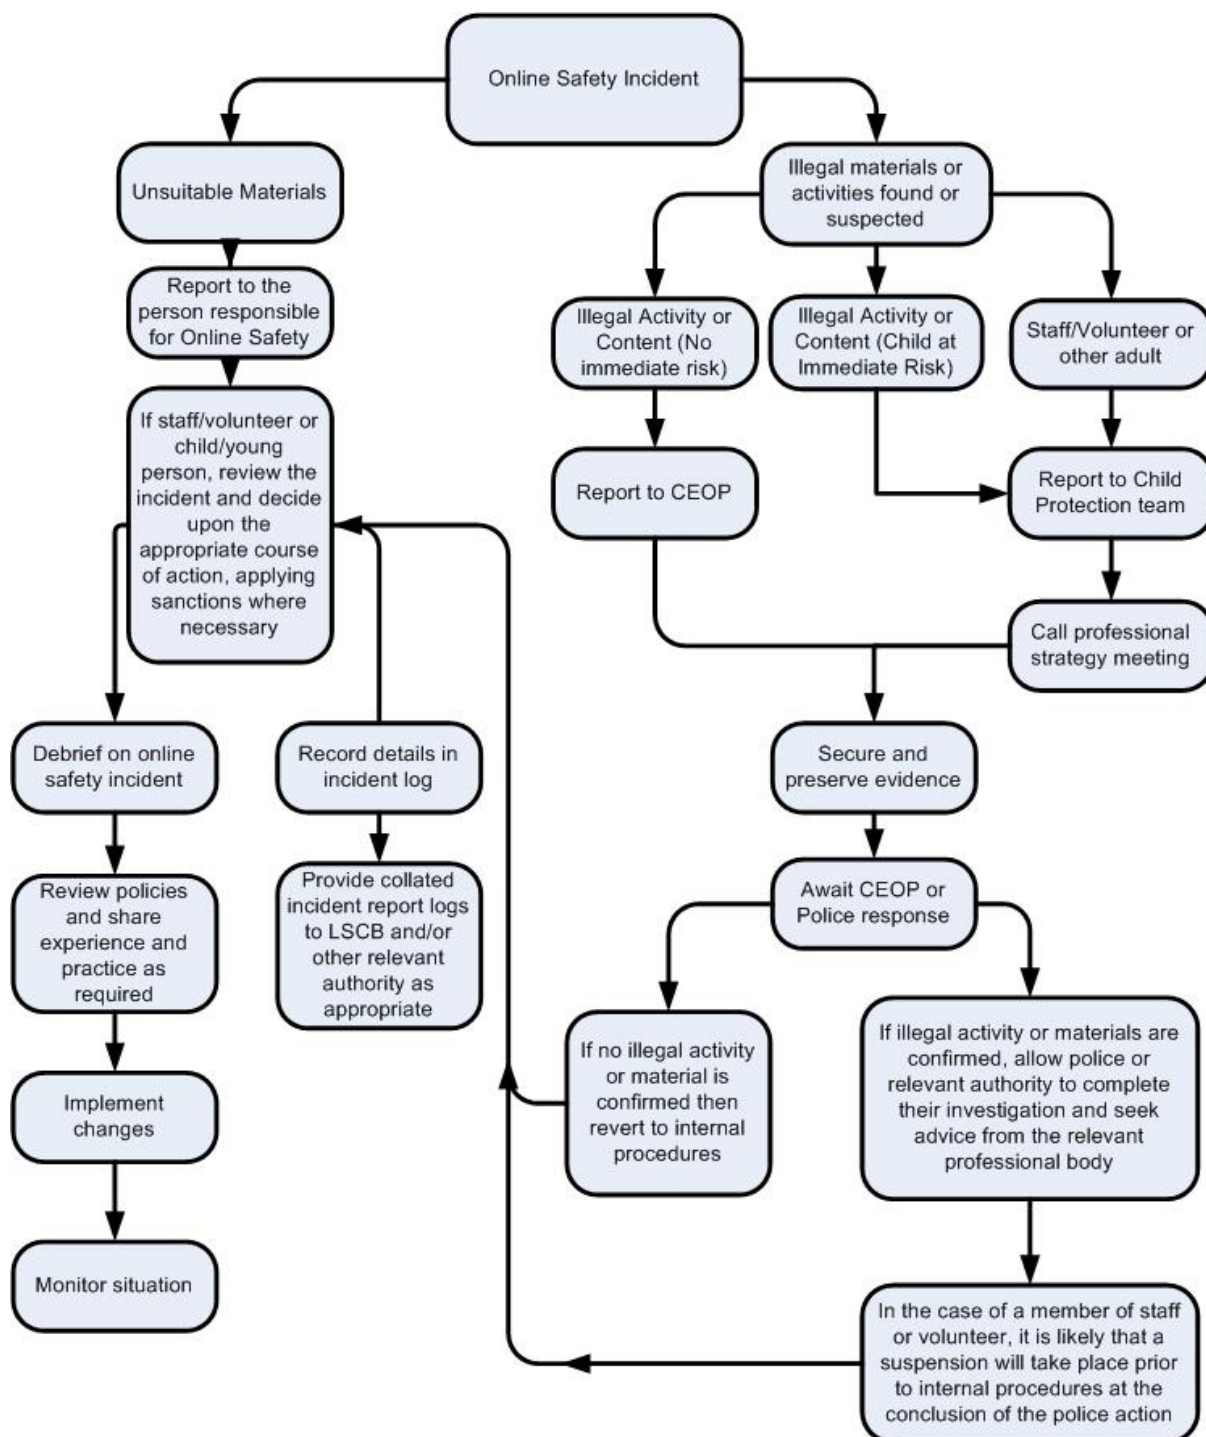 Online Safety Incident
Unsuitable Materials
Report to the
person responsible
for Online Safety
If staff/volunteer or
child/young
person, review the
incident and decide
upon the
appropriate course
of action, applying
sanctions where
necessary
Debrief on online
safety incident
Review policies
and share
experience and
practice as
required
Implement
changes
Monitor situation
Record details in
incident log
Provide collated
incident report logs
to LSCB and/or
other relevant
authority as
appropriate
Illegal materials or
activities found or
suspected
Illegal Activity or
Content (No
immediate risk)
Illegal Activity or
Content (Child at
Immediate Risk)
Staff/Volunteer or
other adult
Report to CEOP
Report to Child
Protection team
Call professional
strategy meeting
Secure and
preserve evidence
Await CEOP or
Police response
If no illegal activity
or material is
confirmed then
revert to internal
procedures
If illegal activity or materials are
confirmed, allow police or
relevant authority to complete
their investigation and seek
advice from the relevant
professional body
In the case of a member of staff
or volunteer, it is likely that a
suspension will take place prior
to internal procedures at the
conclusion of the police action